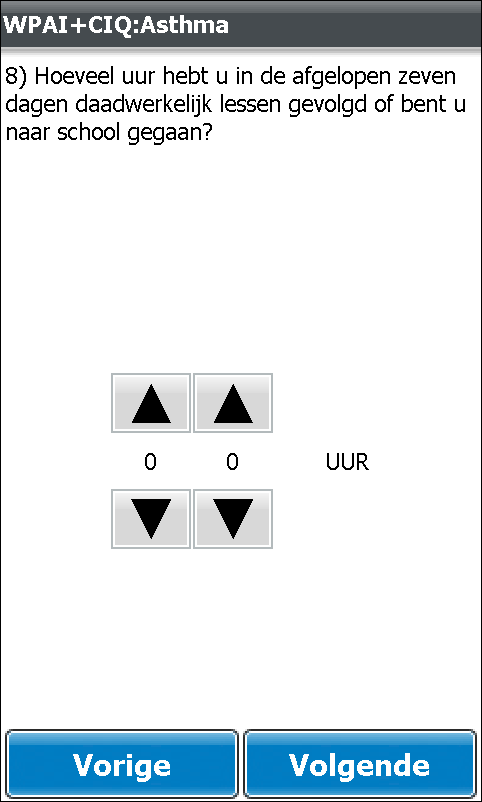 WPAI+CIQ:Asthma
8) Hoeveel uur hebt u in de afgelopen zeven
dagen daadwerkelijk lessen gevolgd of bent u
naar school gegaan?
0 0 UUR
Vorige Volgende